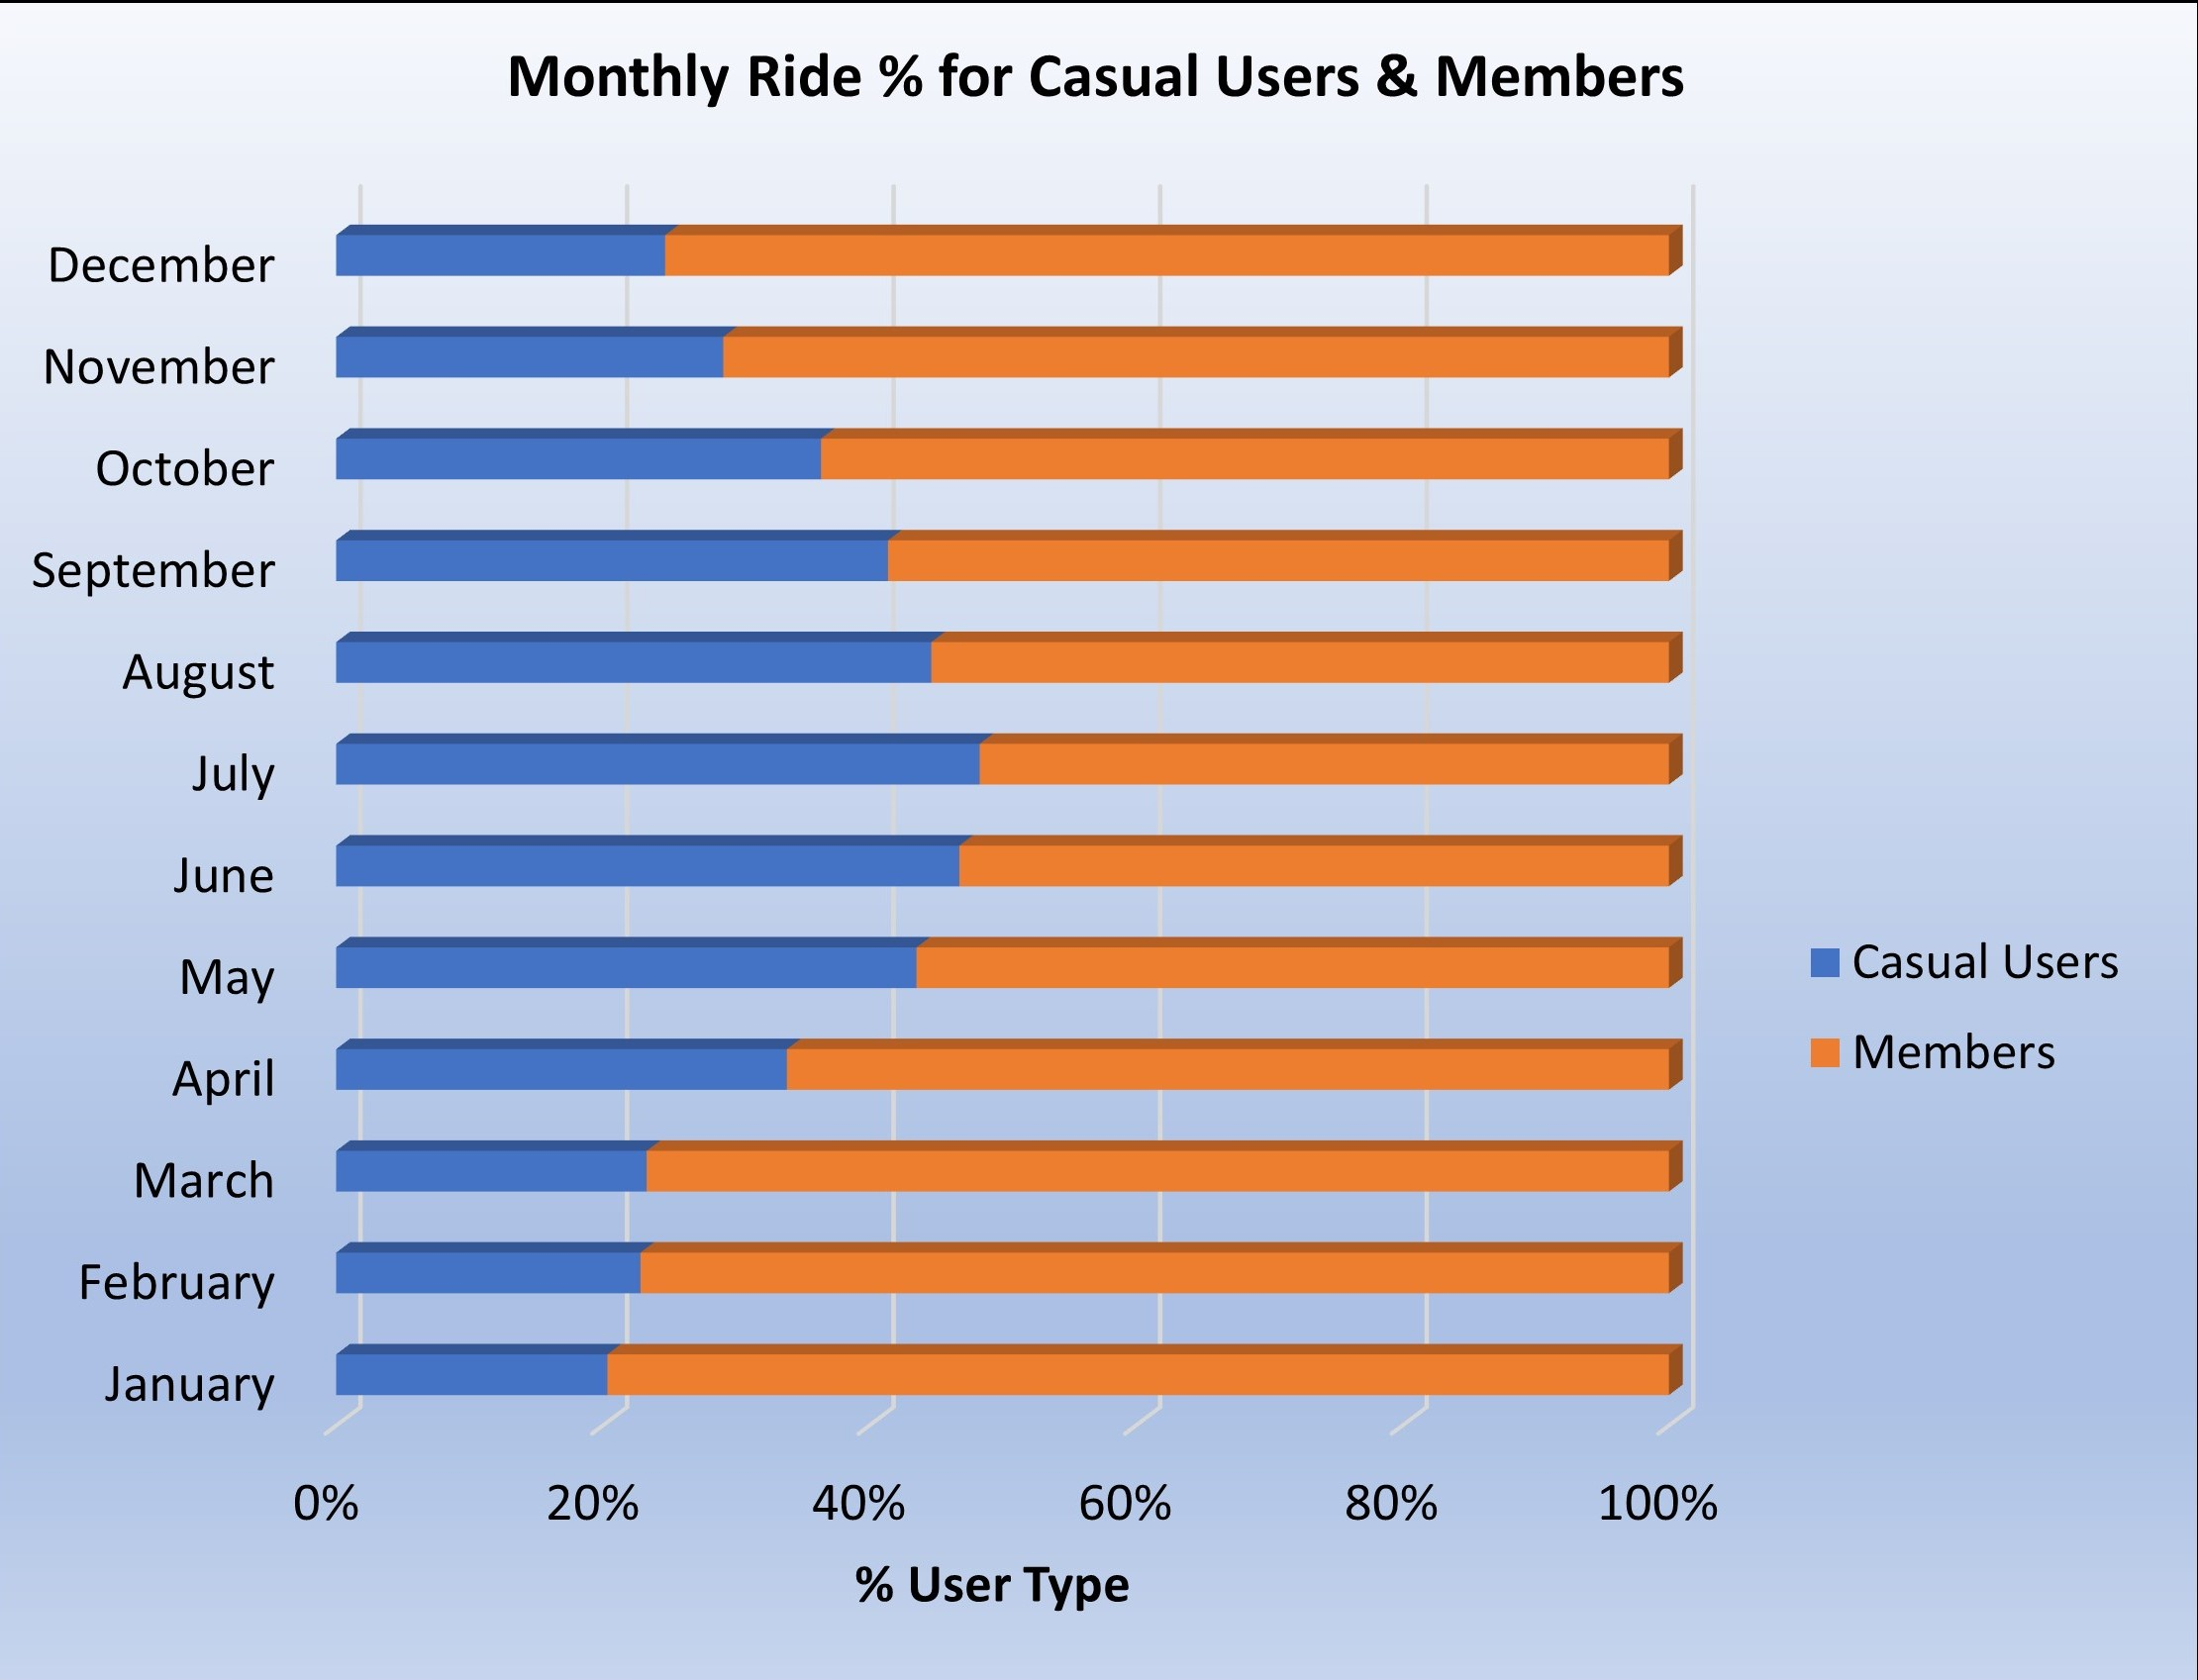 Monthly Ride % for Casual Users & Members
December
November
October
September
August
July
June
May
April
March
February
January
0% 20% 40% 60% 80% 100%
% User Type
Casual Users
Members